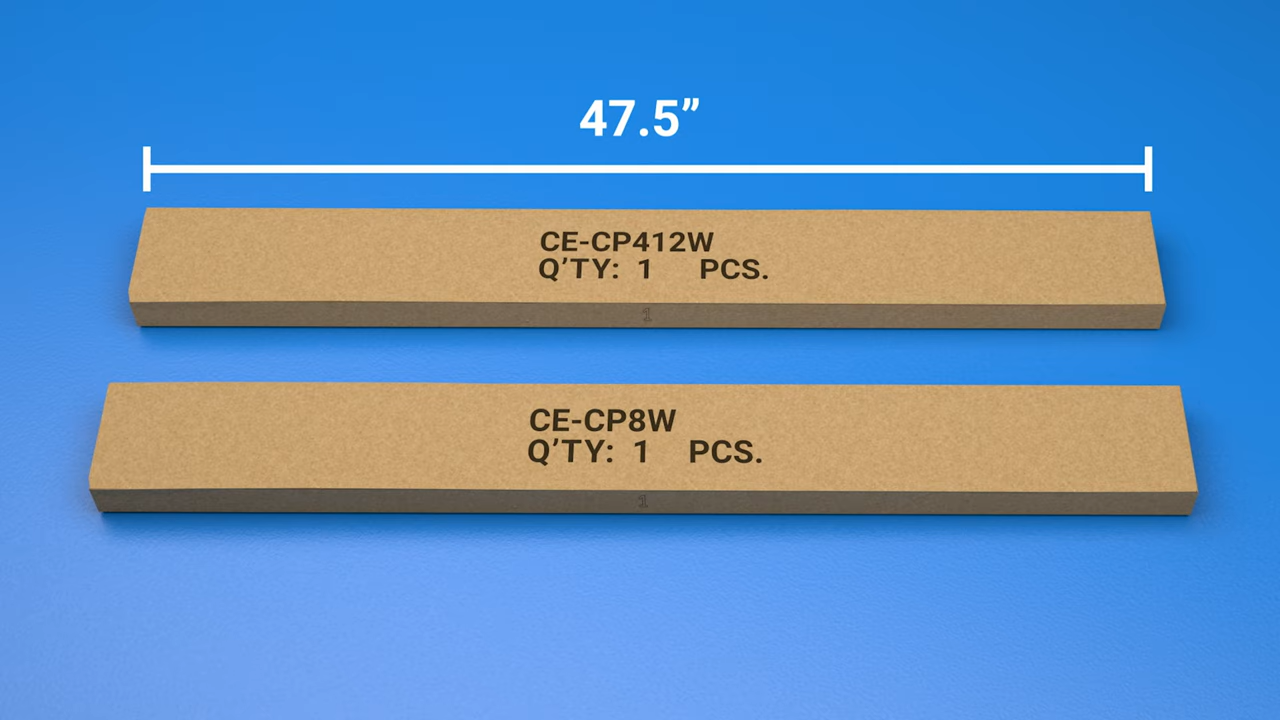 47.5”
CE-CP412W
Q’TY: 1 PCS.
1
CE-CP8W
Q’TY: 1 PCS.
1